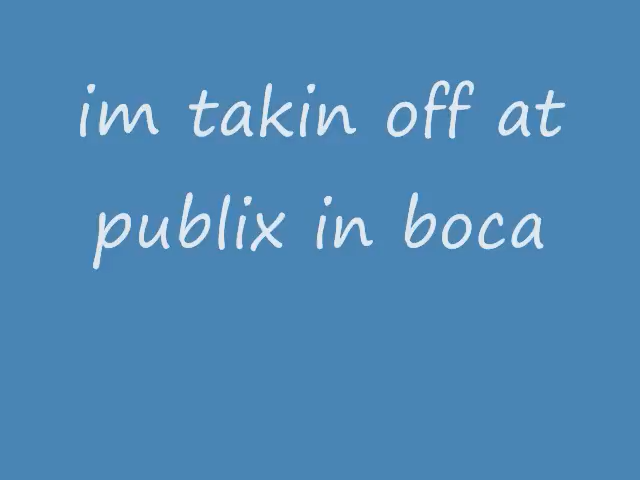 im takin off at
publix in boca